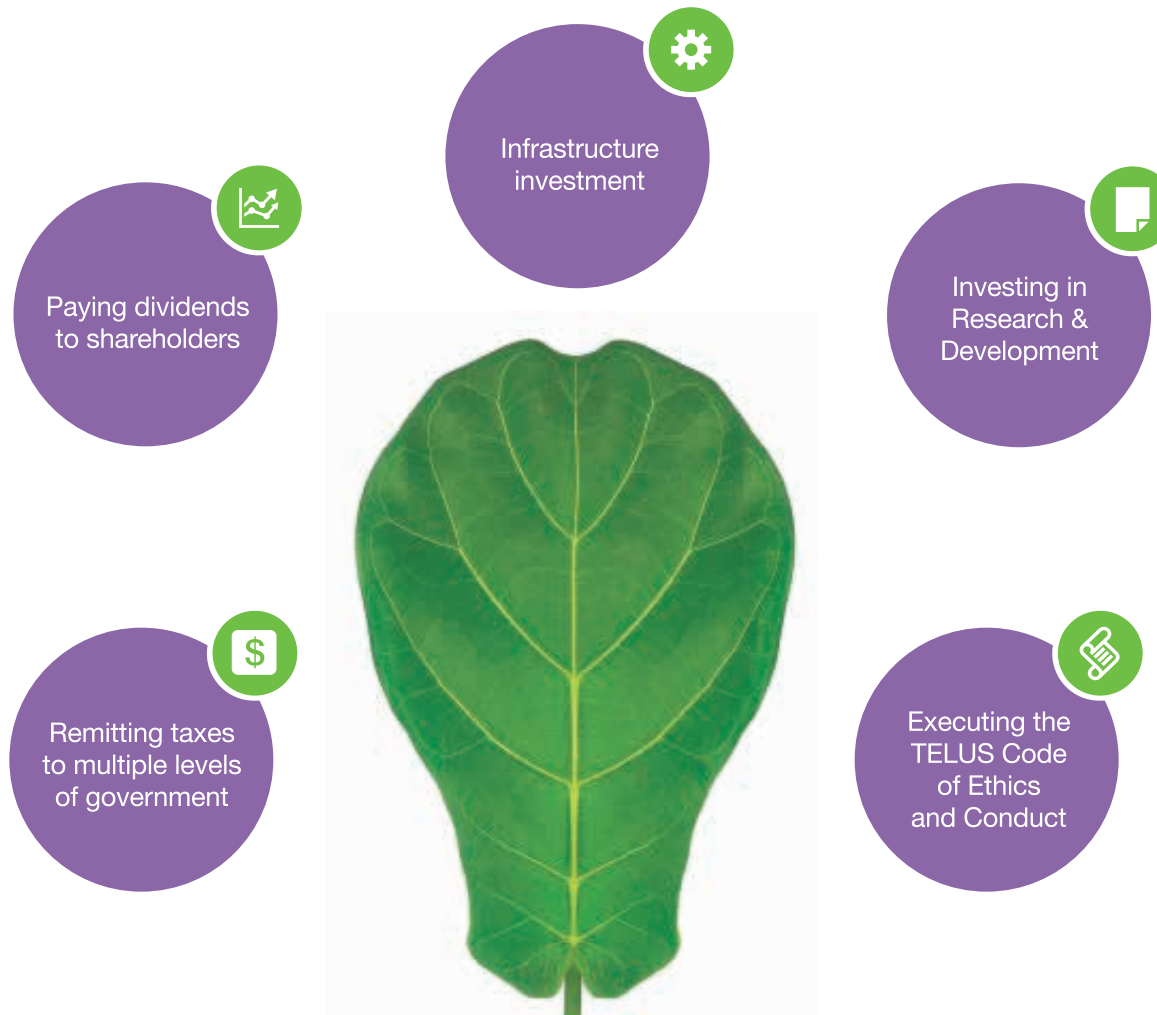 Infrastructure
investment
Paying dividends
to shareholders
Investing in
Research &
Development
Remitting taxes
to multiple levels
of government
$
Executing the
TELUS Code
of Ethics
and Conduct